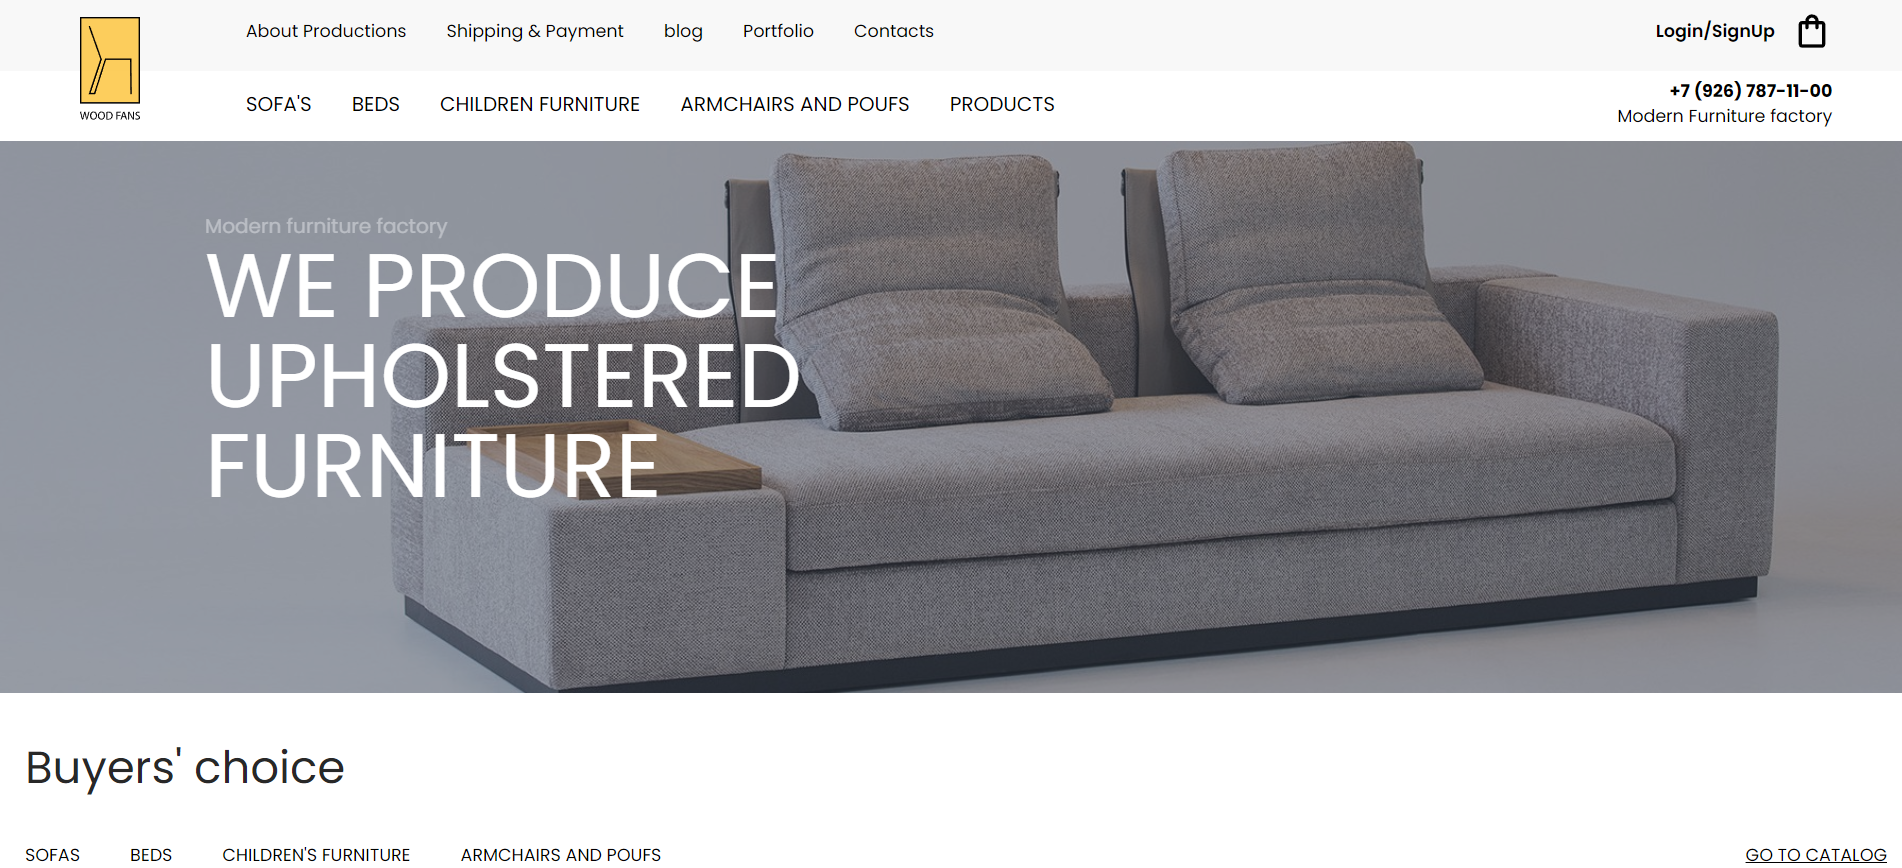 About Productions Shipping & Payment blog Portfolio Contacts Login/SignUp
WOOD FANS
SOFA'S BEDS CHILDREN FURNITURE ARMCHAIRS AND POUFS PRODUCTS
+7 (926) 787-11-00
Modern Furniture factory
Modern furniture factory
WE PRODUCE
UPHOLSTERED
FURNITURE
Buyers' choice
SOFAS BEDS CHILDREN'S FURNITURE ARMCHAIRS AND POUFS GO TO CATALOG